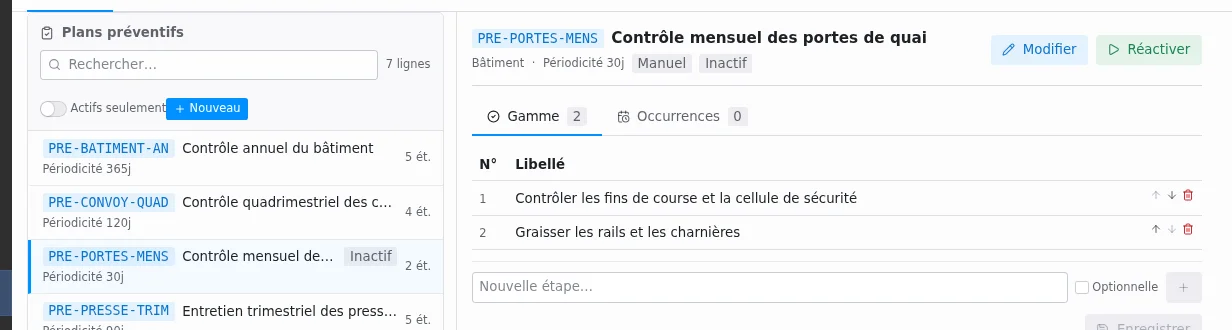 Plans préventifs
Rechercher…
7 lignes
Actifs seulement
+ Nouveau
PRE-BATIMENT-AN Contrôle annuel du bâtiment
5 ét.
Périodicité 365j
PRE-CONVOY-QUAD Contrôle quadrimestriel des c…
4 ét.
Périodicité 120j
PRE-PORTES-MENS Contrôle mensuel de… Inactif
2 ét.
Périodicité 30j
PRE-PRESSE-TRIM Entretien trimestriel des press…
5 ét.
Périodicité 90j
PRE-PORTES-MENS Contrôle mensuel des portes de quai
Bâtiment · Périodicité 30j Manuel Inactif
Modifier
Réactiver
Gamme 2
Occurrences 0
N° Libellé
1 Contrôler les fins de course et la cellule de sécurité
2 Graisser les rails et les charnières
Nouvelle étape…
Optionnelle
+
Enregistrer